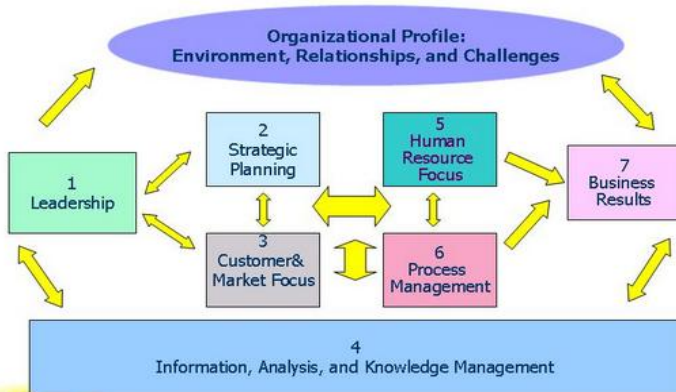 Organizational Profile:
Environment, Relationships, and Challenges
1
Leadership
2
Strategic
Planning
3
Customer&
Market Focus
5
Human
Resource
Focus
6
Process
Management
7
Business
Results
4
Information, Analysis, and Knowledge Management